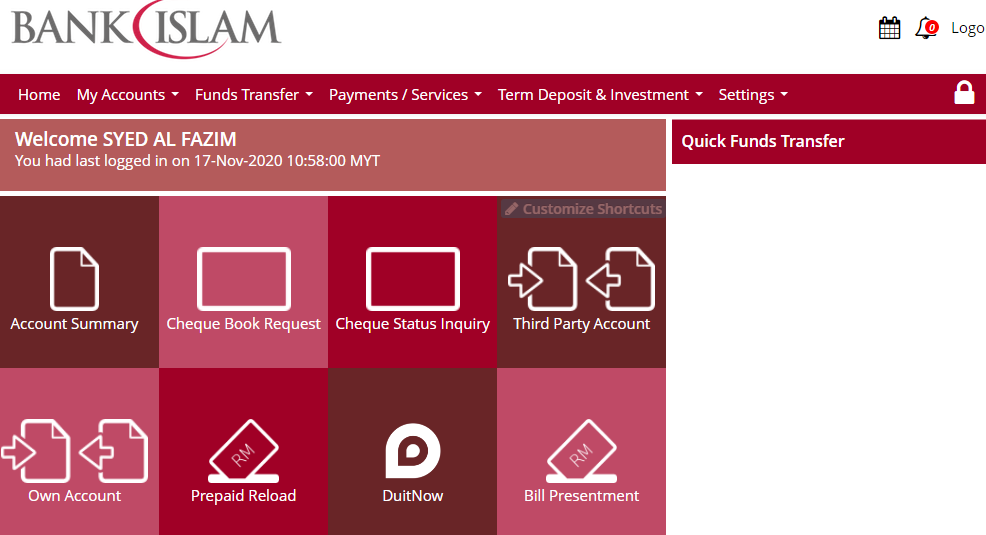 BANK ISLAM
0
Logo
Home My Accounts Funds Transfer Payments / Services Term Deposit & Investment Settings
Welcome SYED AL FAZIM
You had last logged in on 17-Nov-2020 10:58:00 MYT
Quick Funds Transfer
Customize Shortcuts
Account Summary
Cheque Book Request
Cheque Status Inquiry
Third Party Account
RM
RM
Own Account
Prepaid Reload
DuitNow
Bill Presentment